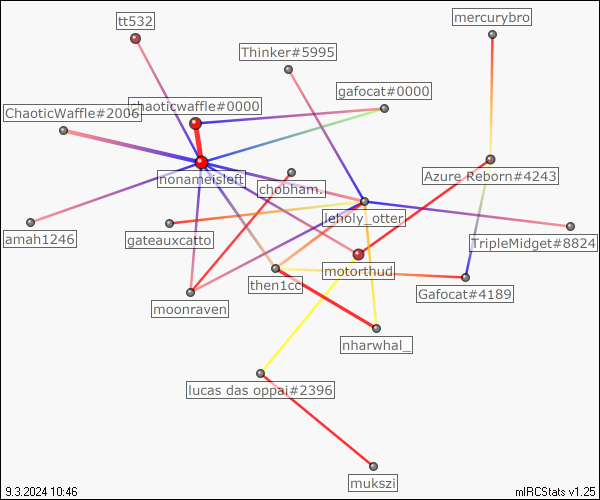 tt532
mercurybro
Thinker#5995
gafocat#0000
chaoticwaffle#0000
ChaoticWaffle#2006
nonameisleft
chobham.
Azure Reborn#4243
leholy_otter
amah1246
gateauxcatto
TripleMidget#8824
motorthud
then1cc
Gafocat#4189
moonraven
nharwhal_
lucas das oppai#2396
mukszi
9.3.2024 10:46
mIRCStats v1.25